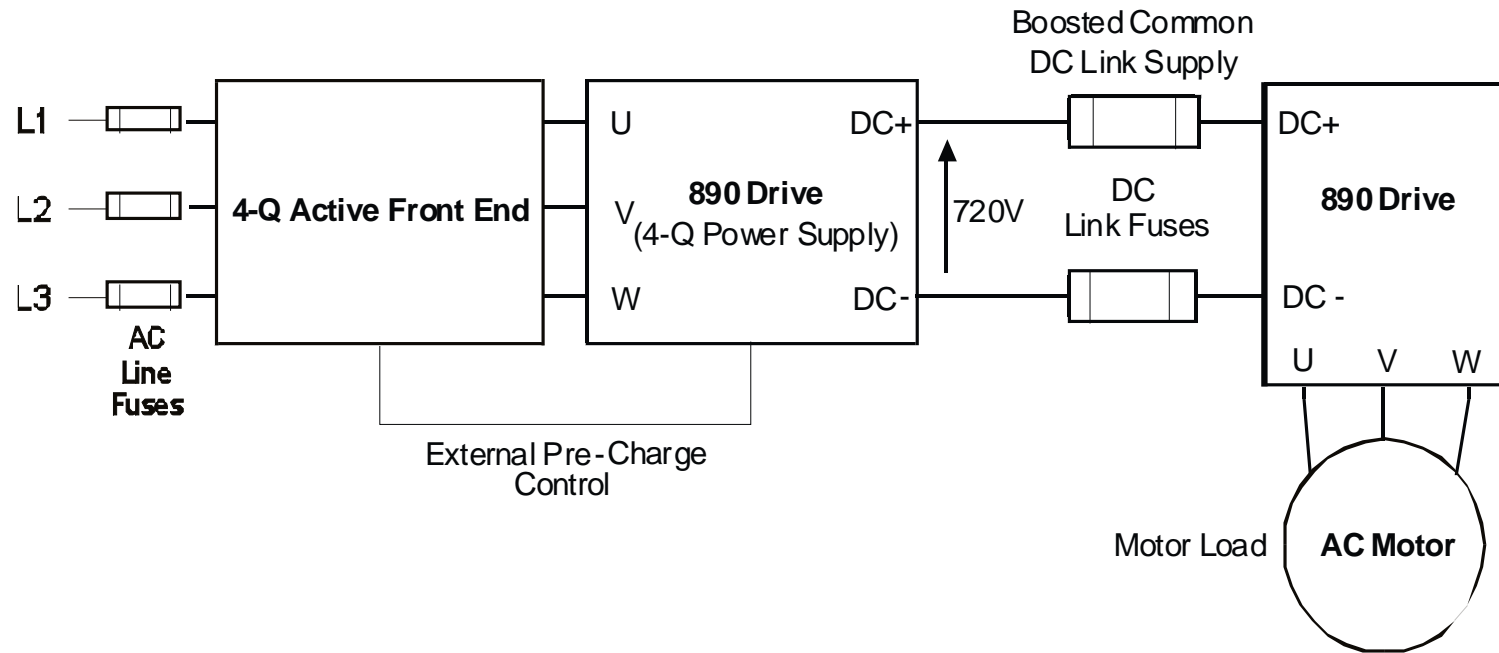 Boosted Common
DC Link Supply
L1
U
DC+
DC+
L2
4-Q Active Front End
890 Drive
V
(4-Q Power Supply)
720V
DC
Link Fuses
890 Drive
L3
W
DC-
DC -
AC
Line
Fuses
U V W
External Pre-Charge
Control
Motor Load
AC Motor